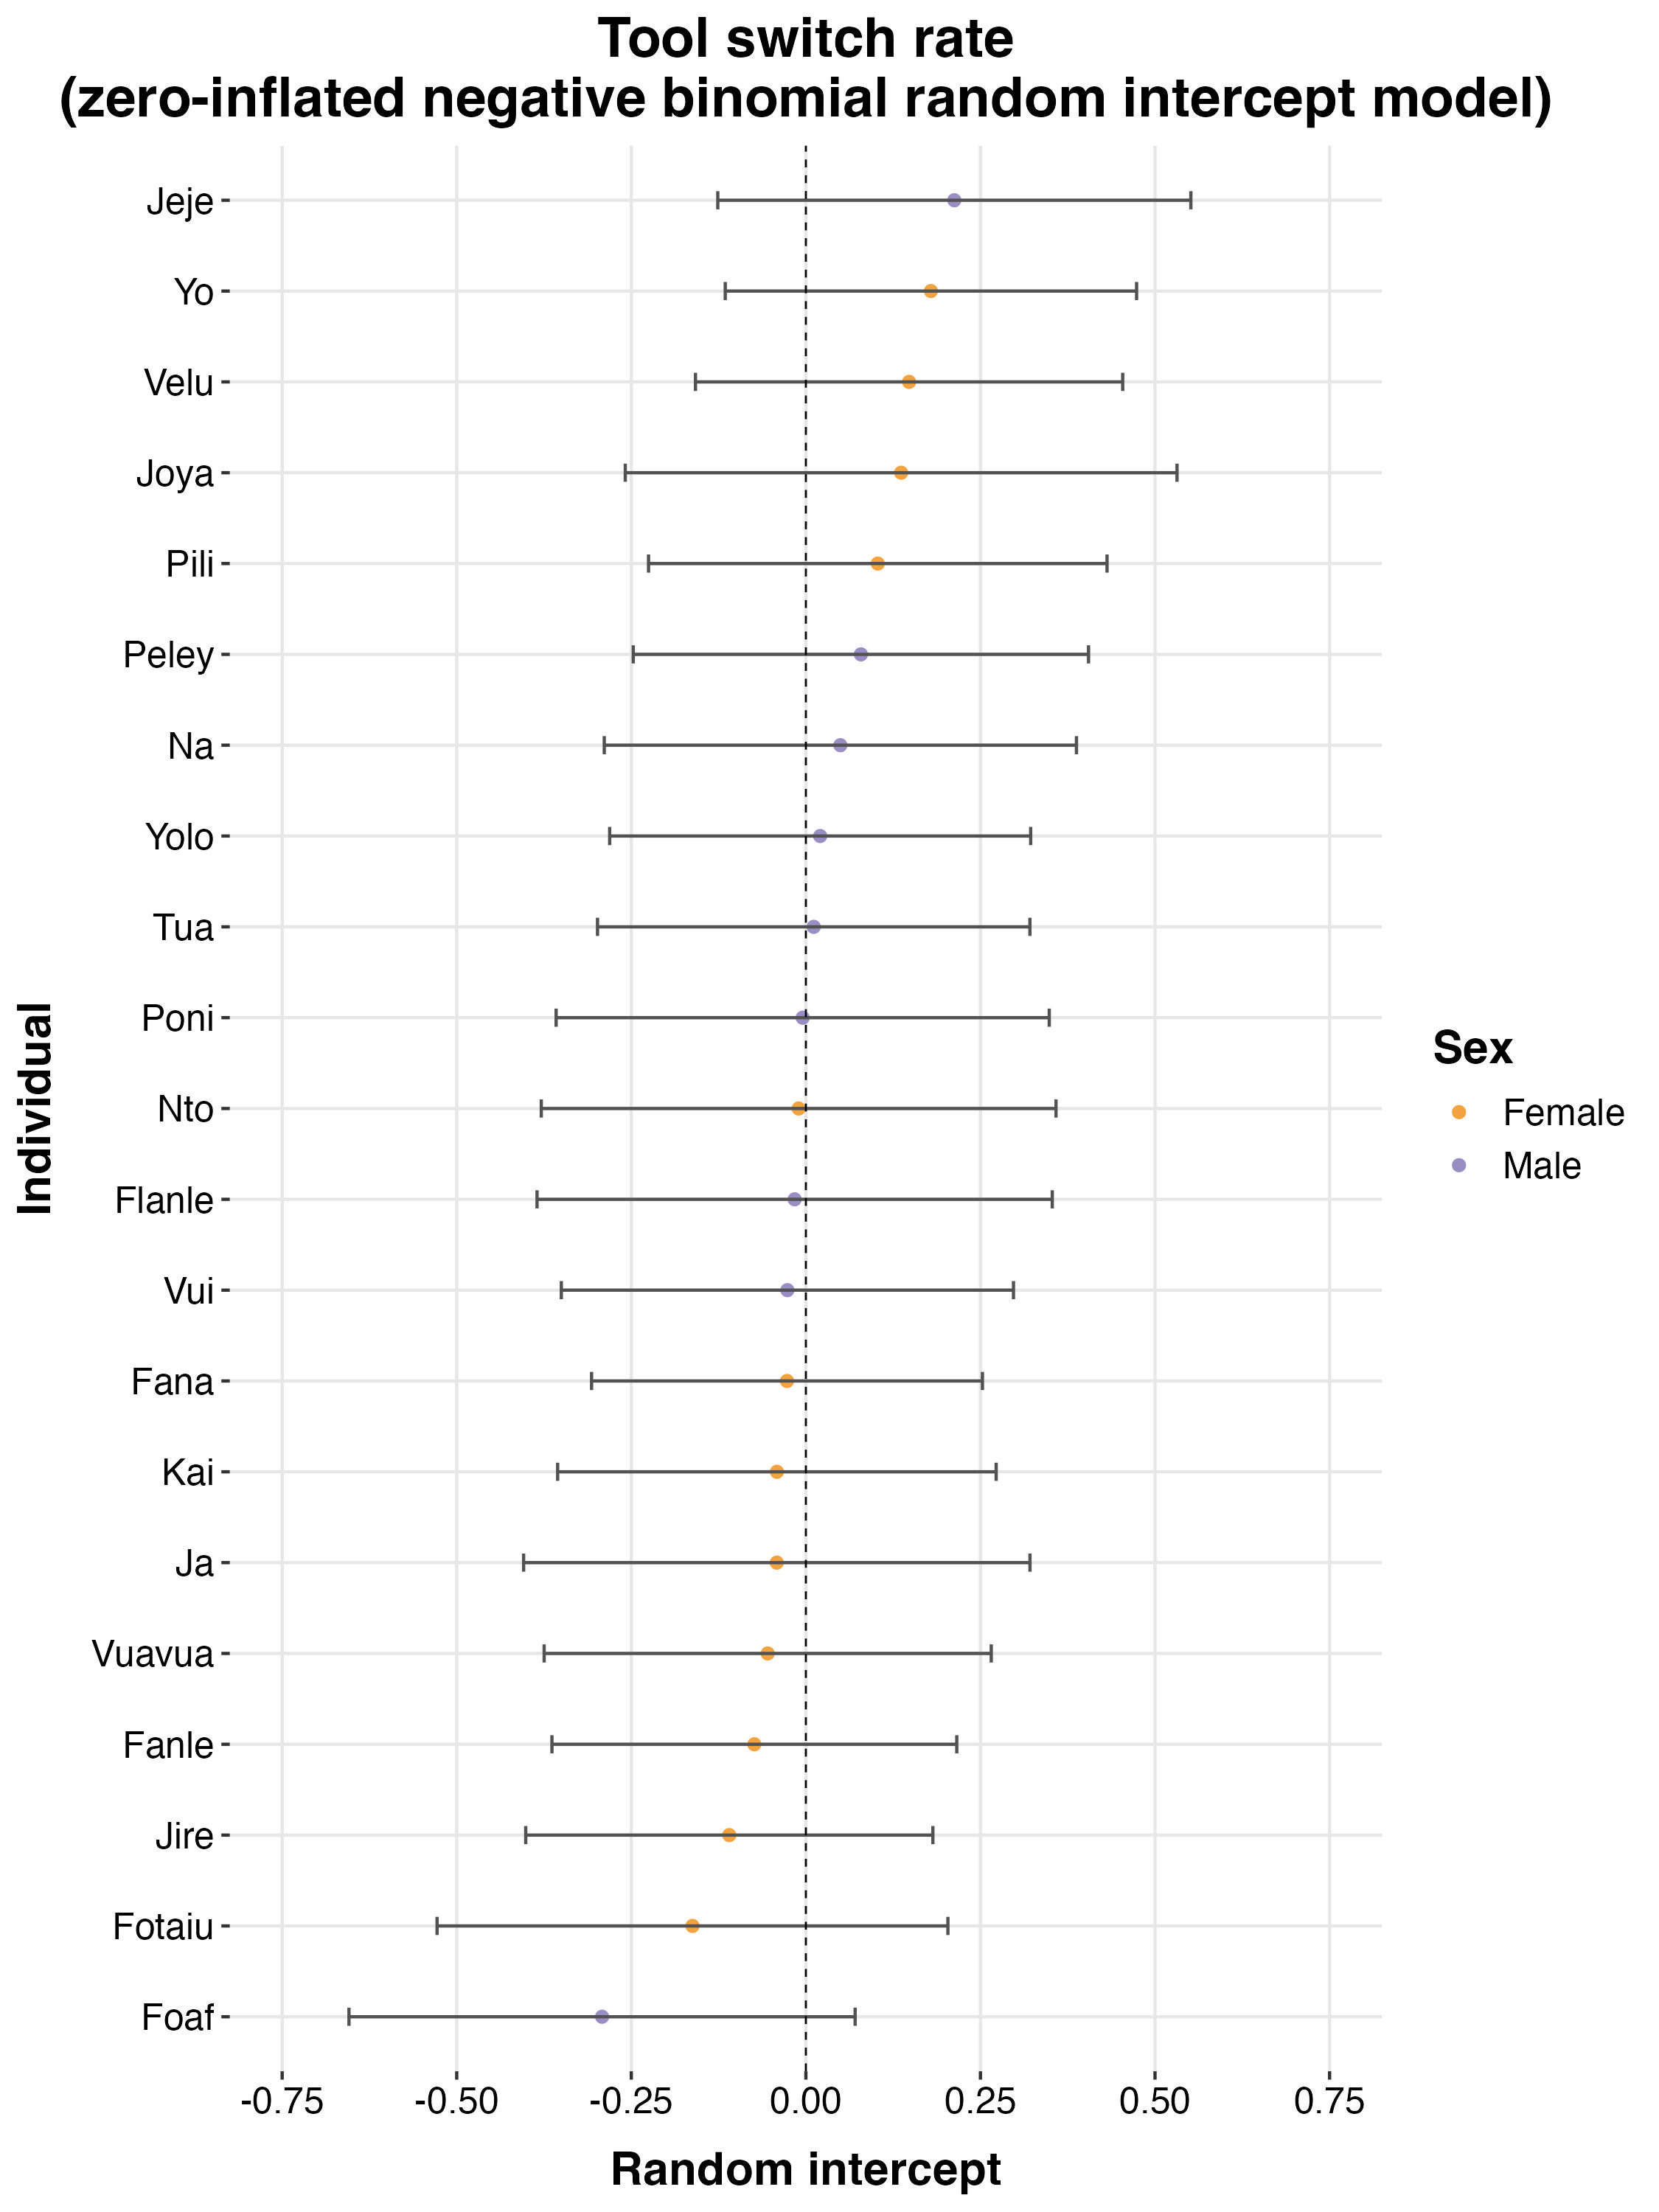 Tool switch rate
(zero-inflated negative binomial random intercept model)
Jeje
Yo
Velu
Joya
Pili
Peley
Na
Yolo
Tua
Poni
Nto
Flanle
Vui
Fana
Kai
Ja
Vuavua
Fanle
Jire
Fotaiu
Foaf
Individual
-0.75 -0.50 -0.25 0.00 0.25 0.50 0.75
Random intercept
Sex
Female
Male